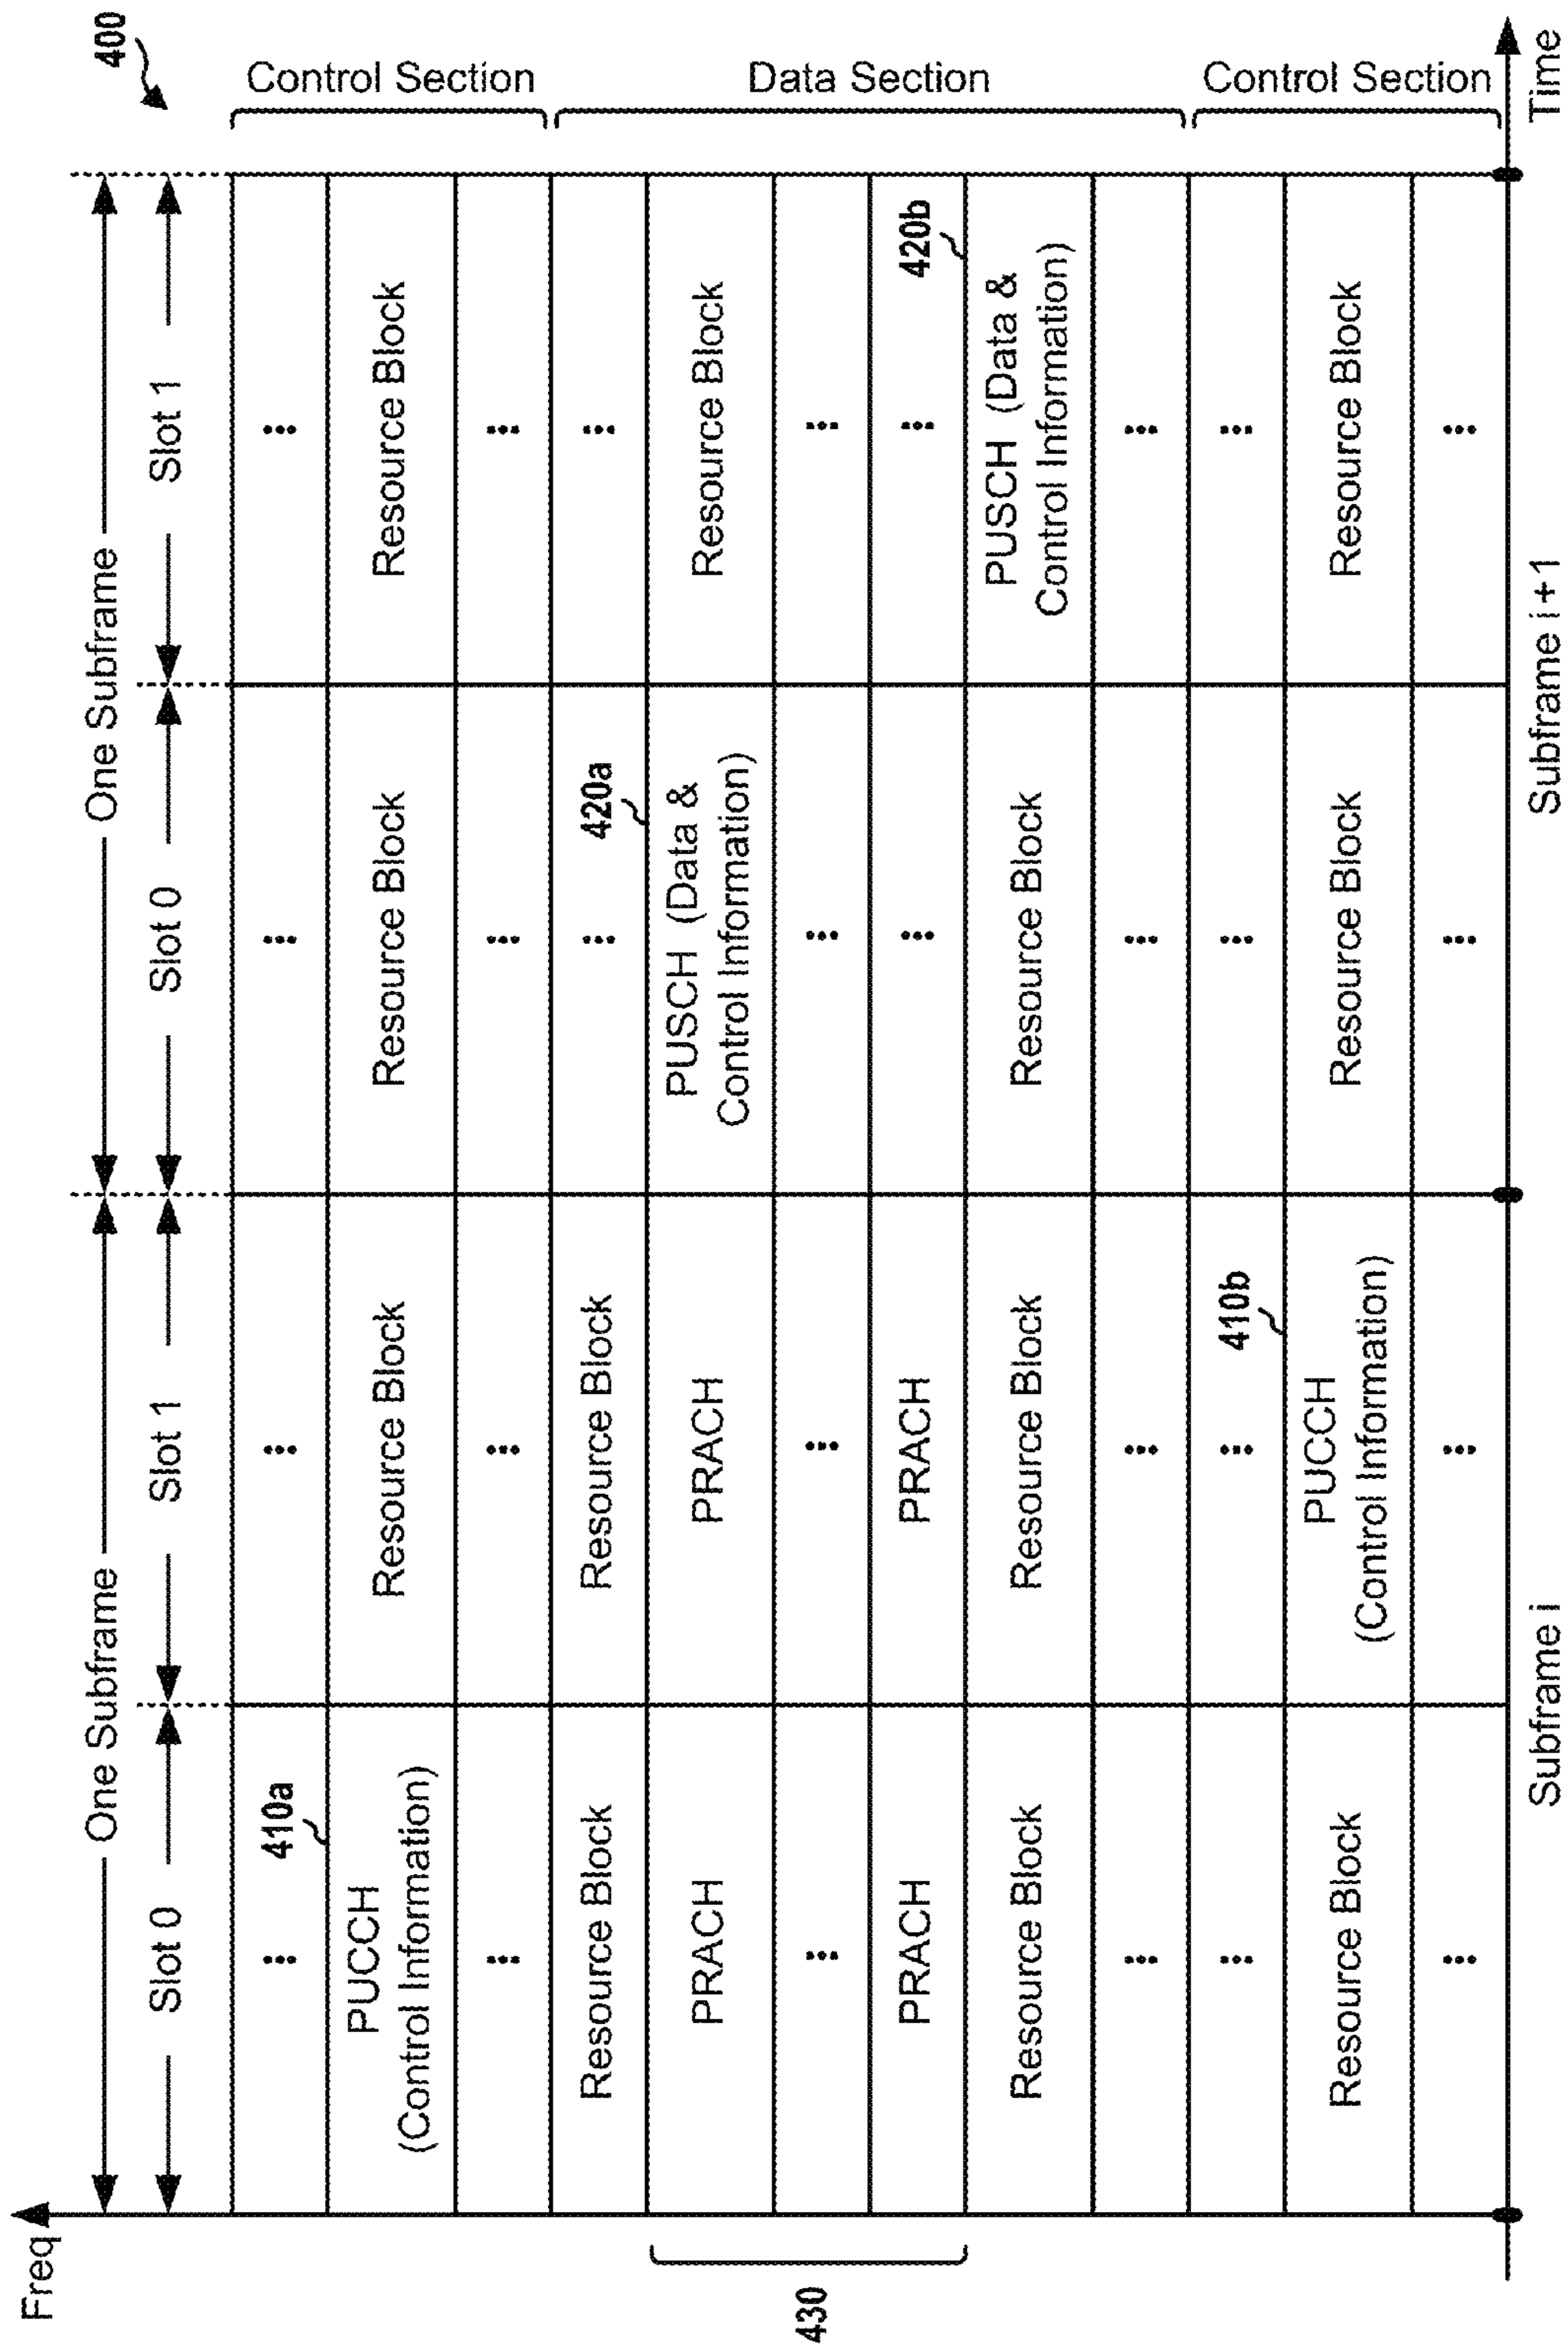 400
Freq
One Subframe
One Subframe
Slot 0
Slot 1
Slot 0
Slot 1
Control Section
Data Section
Control Section
430
410a
PUCCH
(Control Information)
Resource Block
Resource Block
Resource Block
Resource Block
Resource Block
420a
PRACH
PRACH
PUSCH (Data &
Control Information)
Resource Block
PRACH
PRACH
420b
Resource Block
Resource Block
Resource Block
PUSCH (Data &
Control Information)
410b
Resource Block
PUCCH
(Control Information)
Resource Block
Resource Block
Time
Subframe i
Subframe i + 1